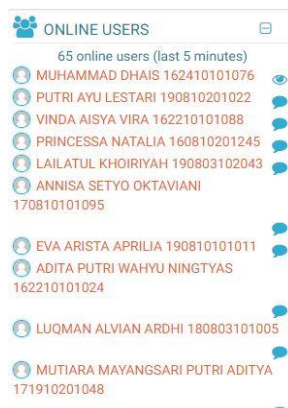 ONLINE USERS
65 online users (last 5 minutes)
MUHAMMAD DHAIS 162410101076
PUTRI AYU LESTARI 190810201022
VINDA AISYA VIRA 162210101088
PRINCESSA NATALIA 160810201245
LAILATUL KHOIRIYAH 190803102043
ANNISA SETYO OKTAVIANI
170810101095
EVA ARISTA APRILIA 190810101011
ADITA PUTRI WAHYU NINGTYAS
162210101024
LUQMAN ALVIAN ARDHI 180803101005
MUTIARA MAYANGSARI PUTRI ADITYA
171910201048